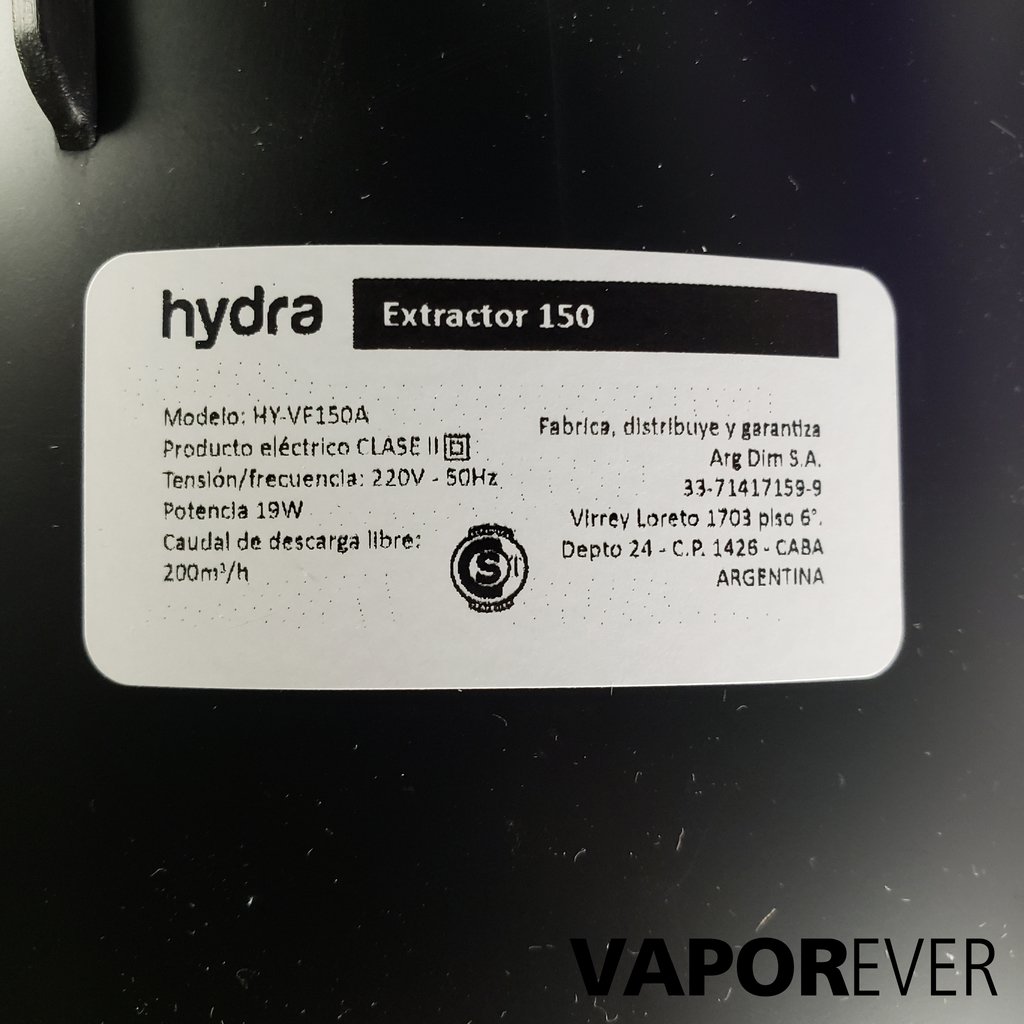 hydra
Extractor 150
Modelo: HY-VF150A
Producto eléctrico CLASE II
Tensión/frecuencia: 220V - 50Hz
Potencia 19W
Caudal de descarga libre:
200m³/h
S
Fabrica, distribuye y garantiza
Arg Dim S.A.
33-71417159-9
Virrey Loreto 1703 piso 6°.
Depto 24 - C.P. 1426 - CABA
ARGENTINA
VAPOREVER